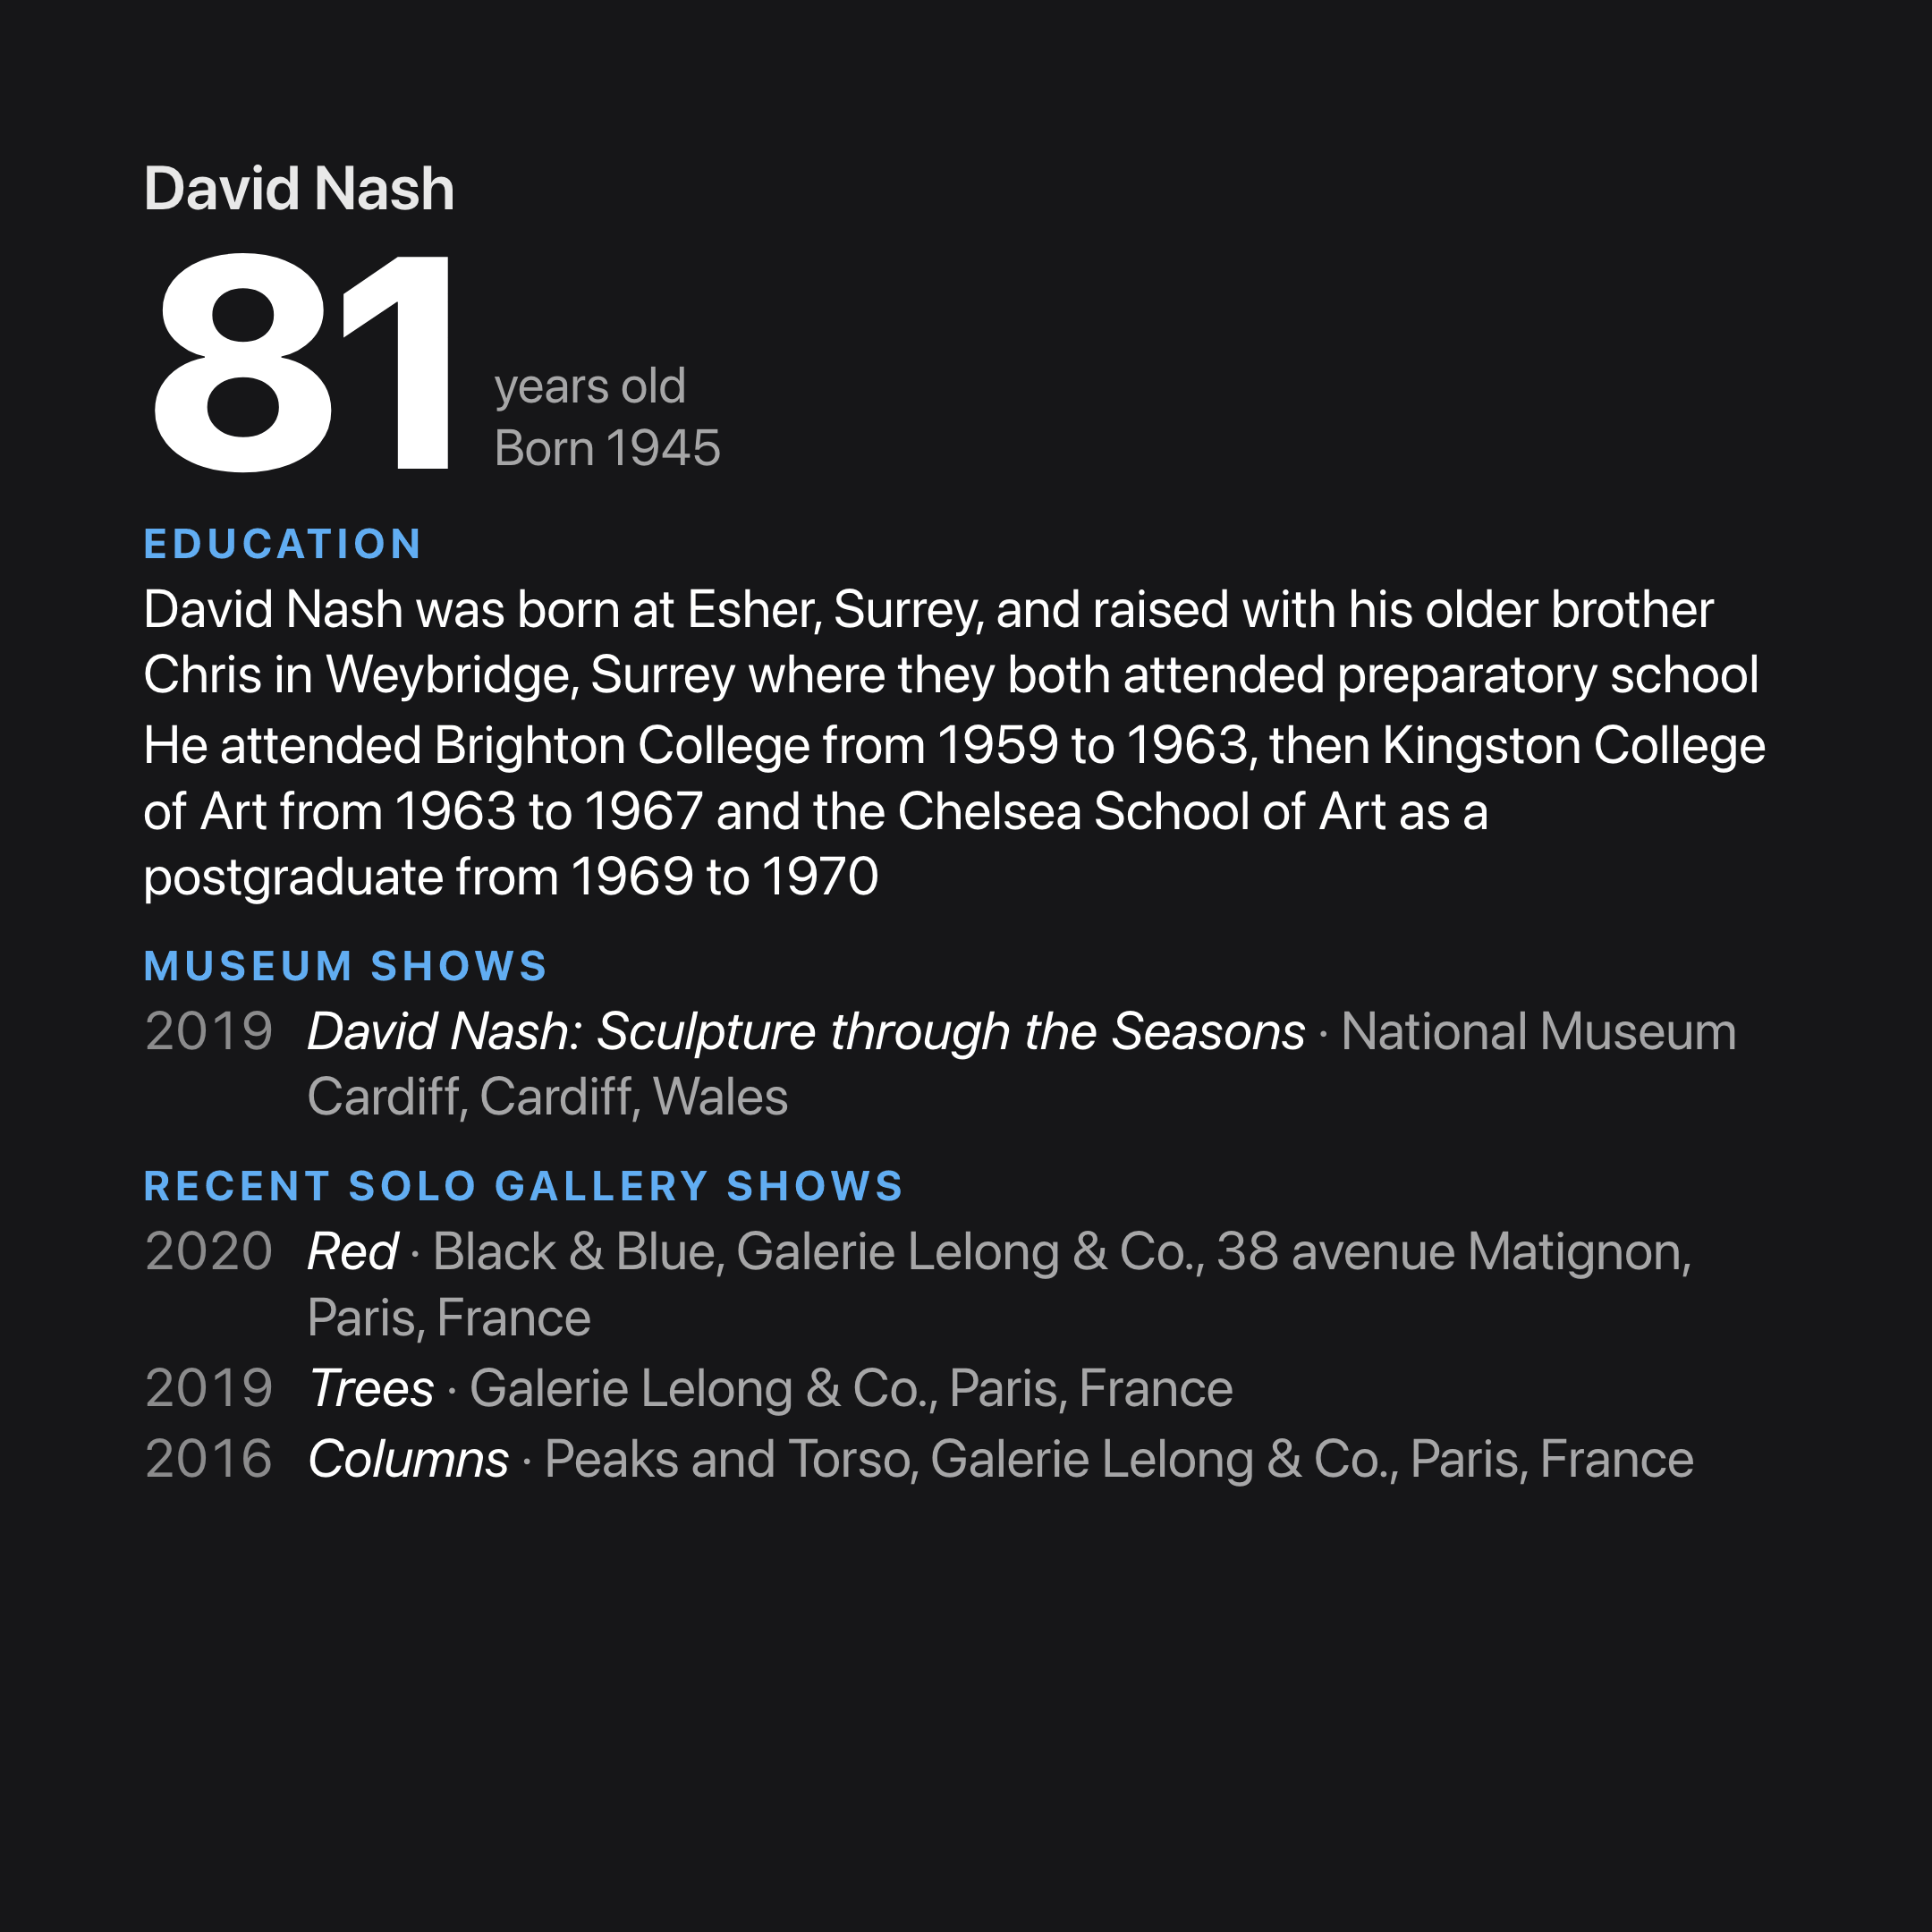 David Nash
81
years old
Born 1945
EDUCATION
David Nash was born at Esher, Surrey, and raised with his older brother
Chris in Weybridge, Surrey where they both attended preparatory school
He attended Brighton College from 1959 to 1963, then Kingston College
of Art from 1963 to 1967 and the Chelsea School of Art as a
postgraduate from 1969 to 1970
MUSEUM SHOWS
2019 David Nash: Sculpture through the Seasons · National Museum
Cardiff, Cardiff, Wales
RECENT SOLO GALLERY SHOWS
2020 Red · Black & Blue, Galerie Lelong & Co., 38 avenue Matignon,
Paris, France
2019 Trees · Galerie Lelong & Co., Paris, France
2016 Columns · Peaks and Torso, Galerie Lelong & Co., Paris, France